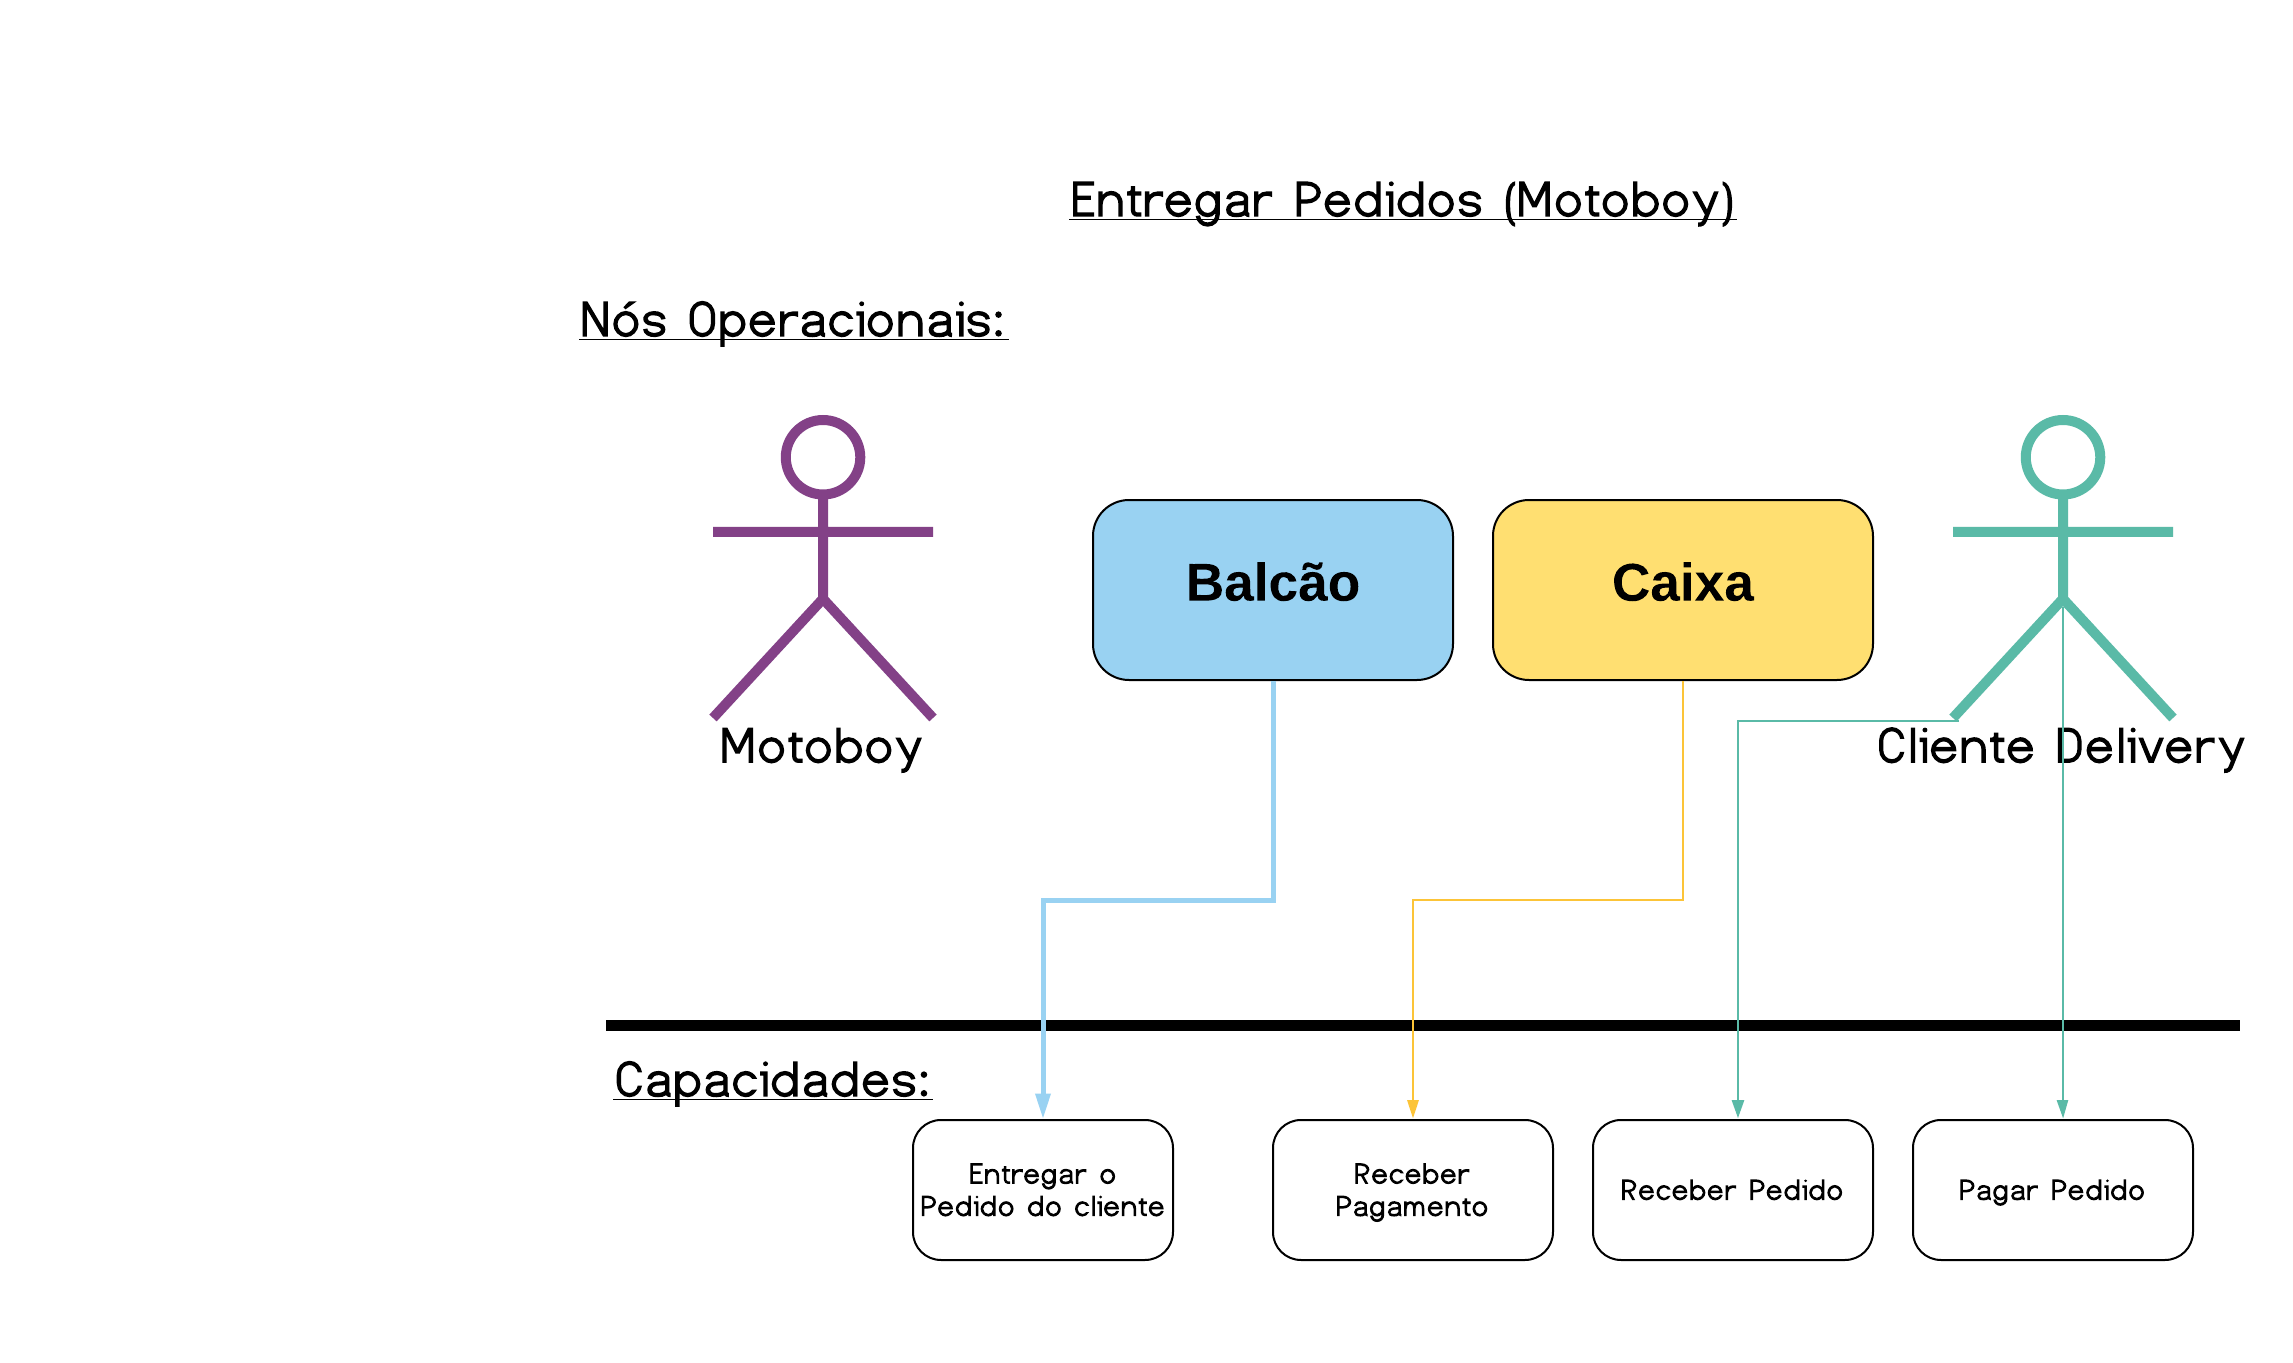 Entregar Pedidos (Motoboy)
Nós Operacionais:
Balcão
Caixa
Motoboy
Cliente Delivery
Capacidades:
Entregar o
Pedido do cliente
Receber
Pagamento
Receber Pedido
Pagar Pedido